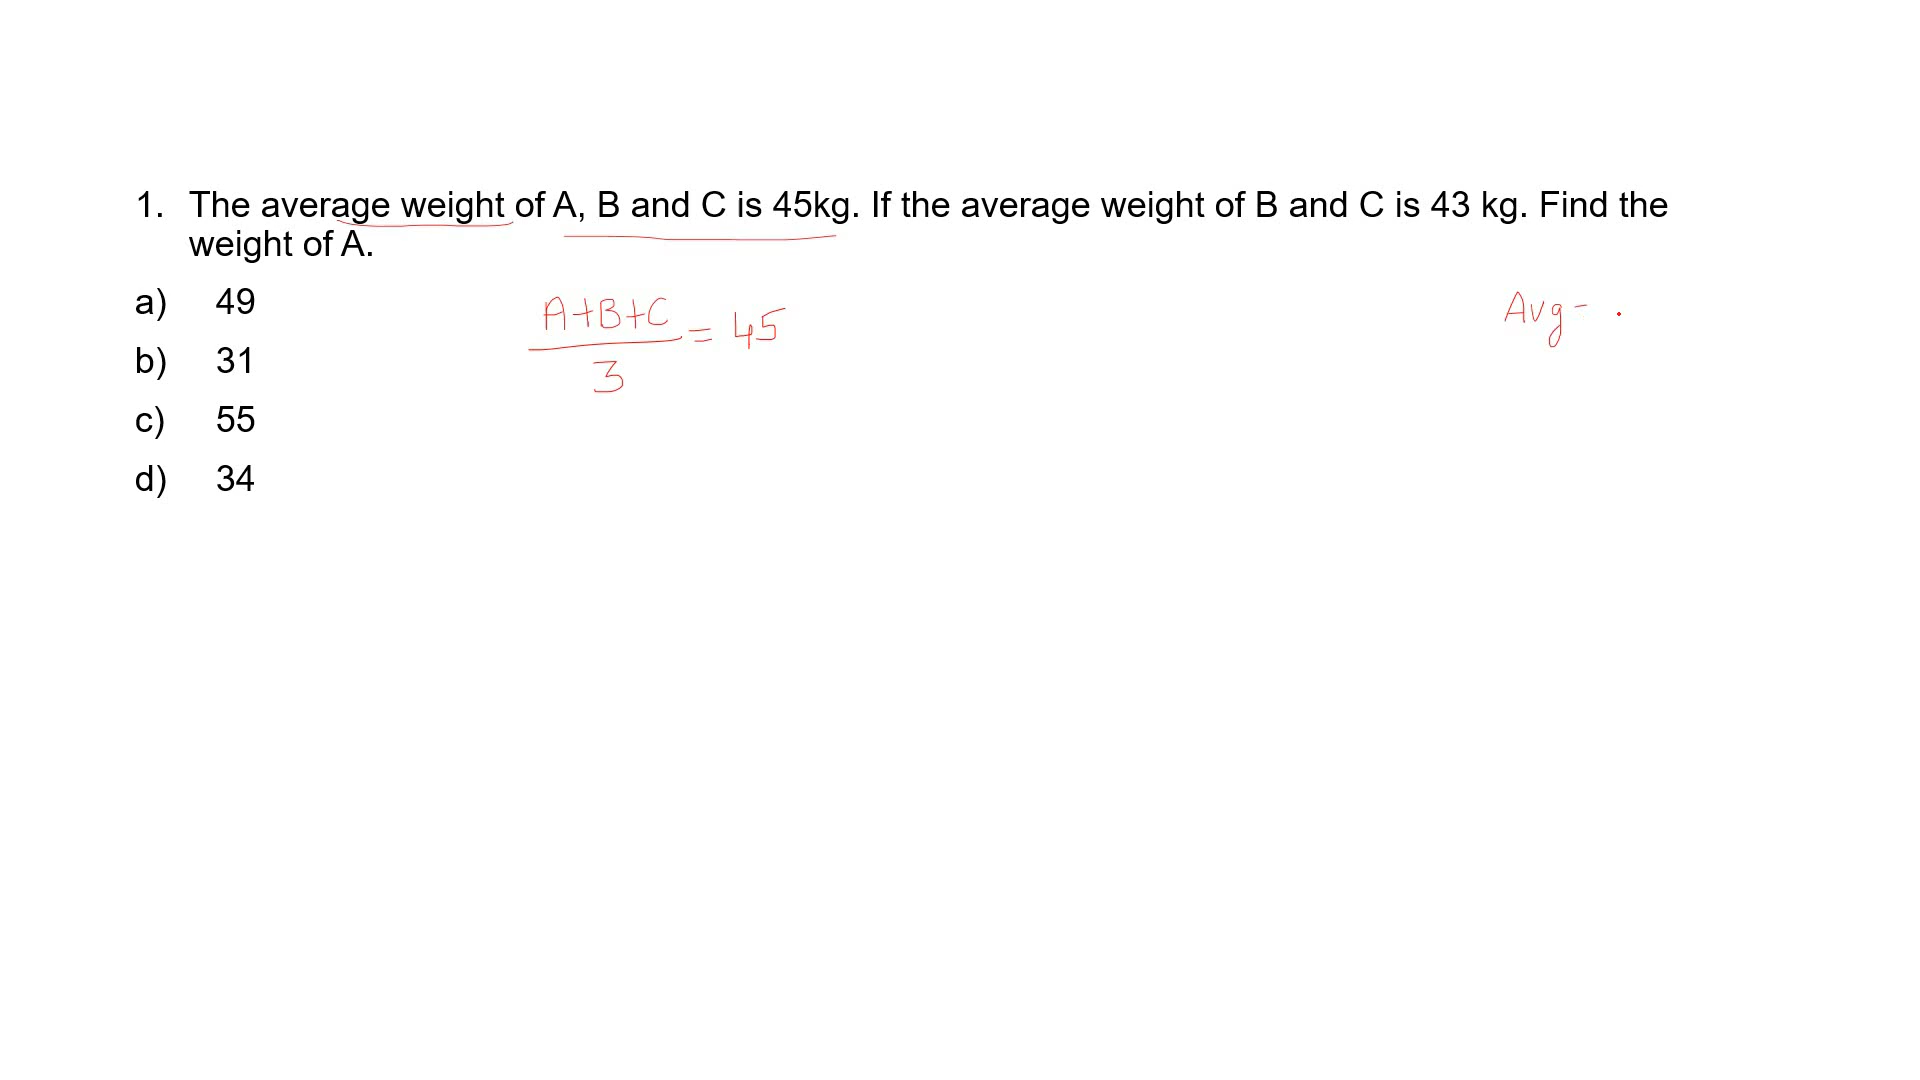 1. The average weight of A, B and C is 45kg. If the average weight of B and C is 43 kg. Find the
weight of A.
a) 49
b) 31
c) 55
d) 34
A+B+C
3
= 45
Avg -